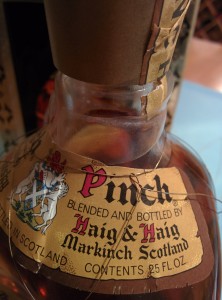 Pinch
BLENDED AND BOTTLED BY
Haig & Haig
Markinch Scotland
IN SCOTLAND
CONTENTS 25 FL OZ